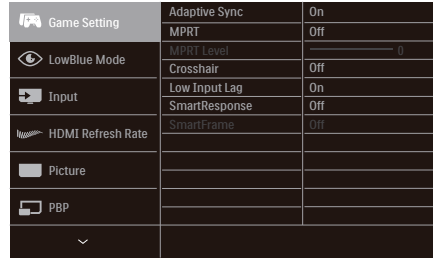 Game Setting
LowBlue Mode
Input
HDMI Refresh Rate
Picture
PBP
Adaptive Sync On
MPRT Off
MPRT Level 0
Crosshair Off
Low Input Lag On
SmartResponse Off
SmartFrame Off